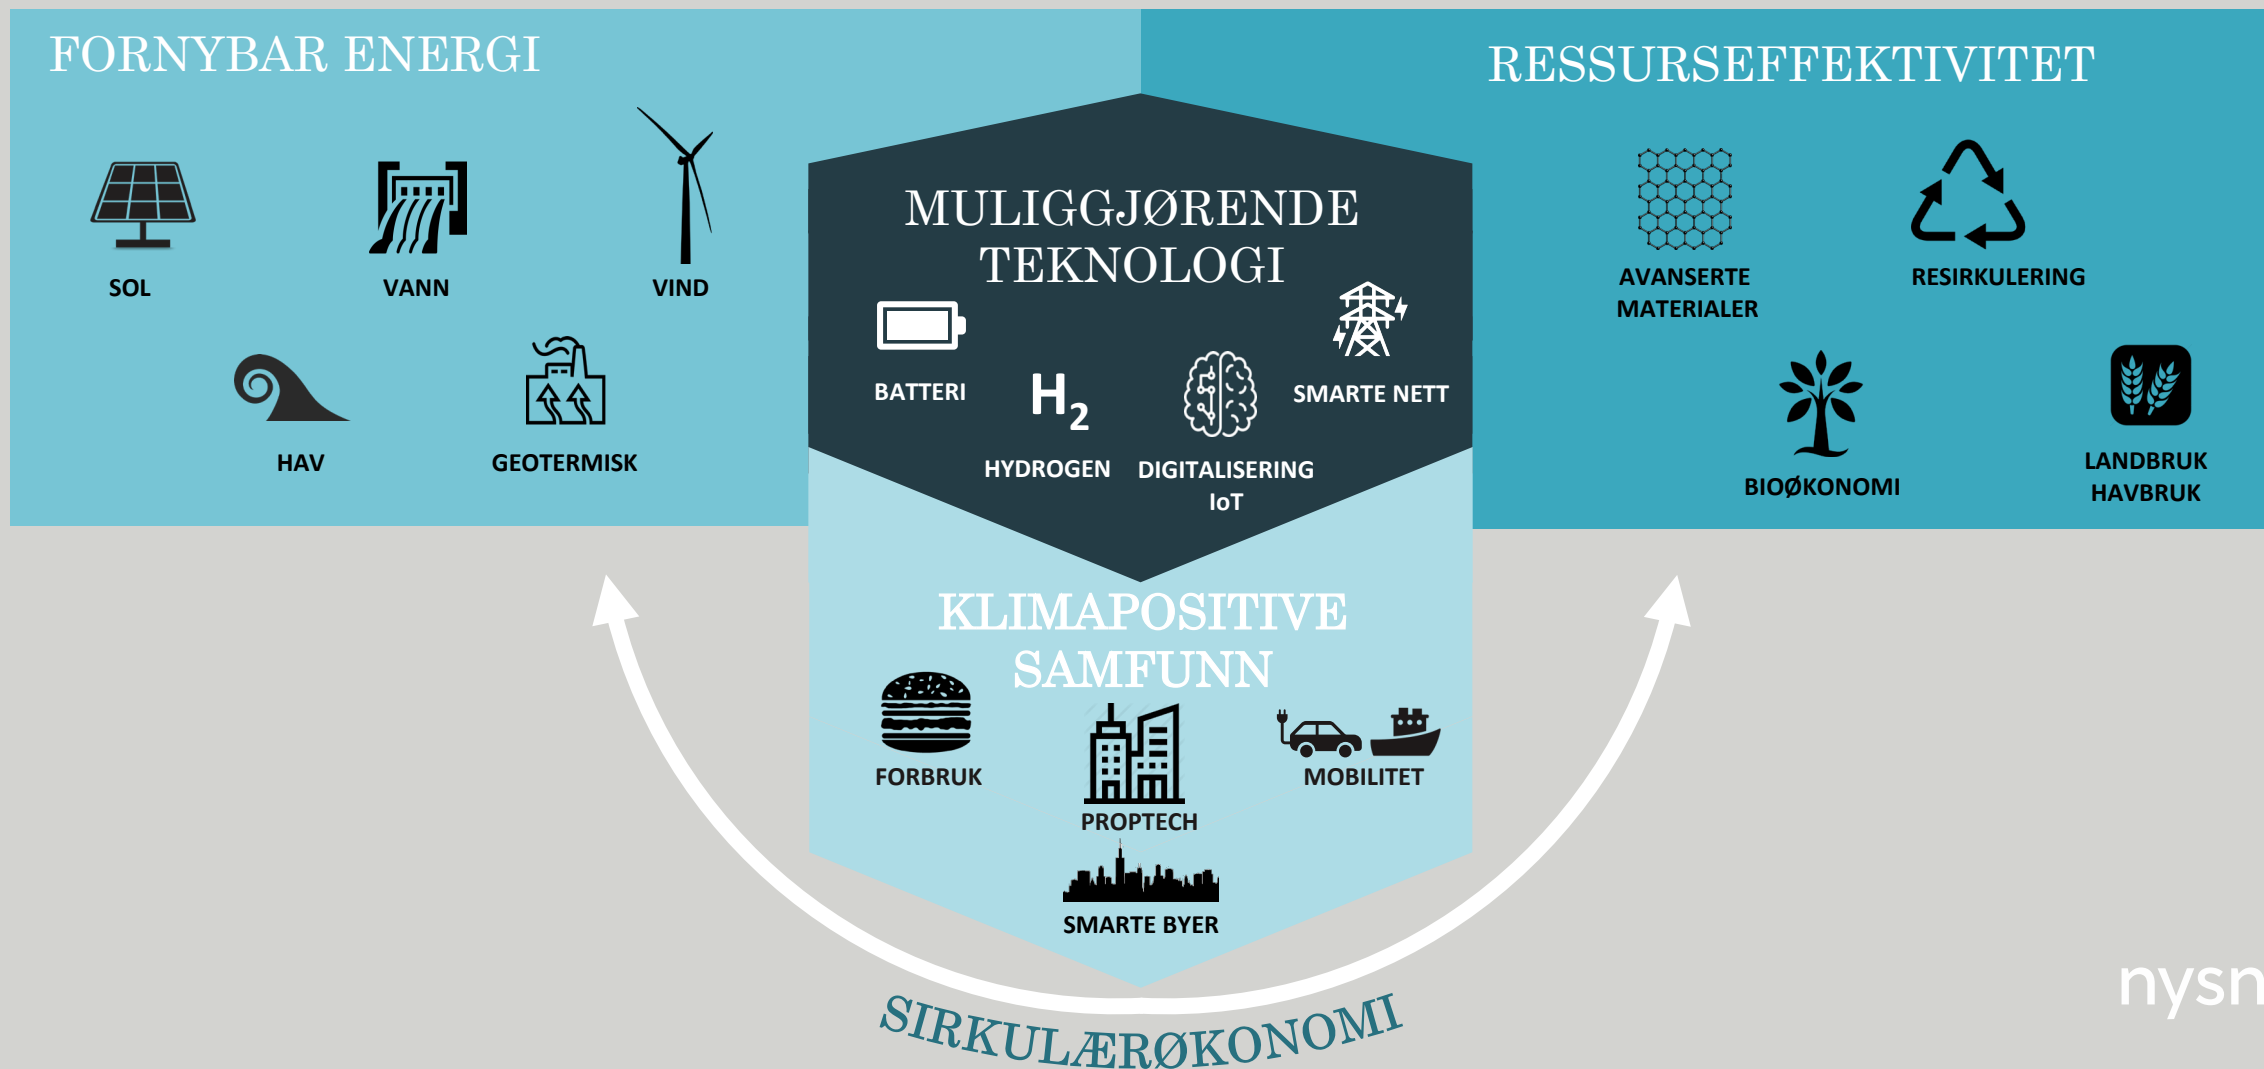 FORNYBAR ENERGI
SOL
VANN
VIND
HAV
GEOTERMISK
MULIGGJØRENDE
TEKNOLOGI
BATTERI
H2
HYDROGEN
DIGITALISERING
IoT
SMARTE NETT
RESSURSEFFEKTIVITET
AVANSERTE
MATERIALER
RESIRKULERING
BIOØKONOMI
LANDBRUK
HAVBRUK
KLIMAPOSITIVE
SAMFUNN
FORBRUK
PROPTECH
MOBILITET
SMARTE BYER
SIRKULÆRØKONOMI
nysn